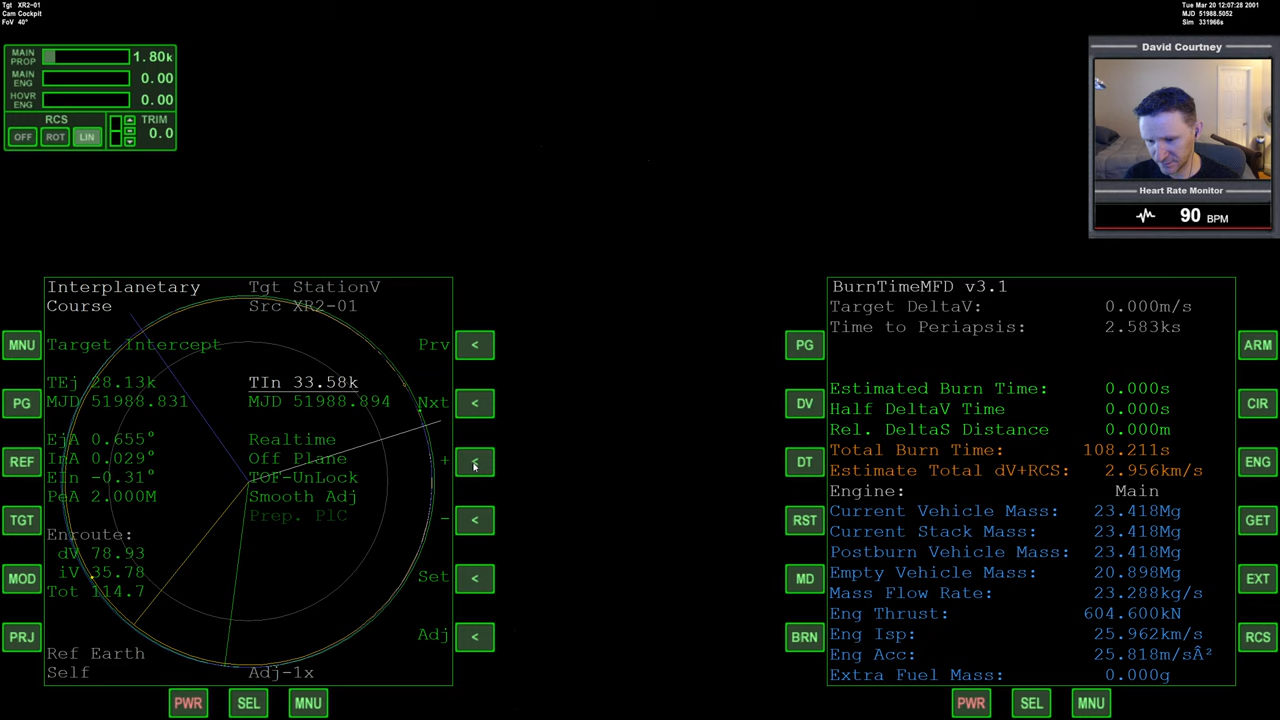 Tgt XR2-01
Cam Cockpit
FoV 40°
Tue Mar 20 12:07:28 2001
MJD 51988.5052
Sim 331966s
MAIN PROP 1.80k
MAIN ENG 0.00
HOVR ENG 0.00
RCS TRIM
OFF ROT LIN 0.0
David Courtney
Heart Rate Monitor
90 BPM
Interplanetary Tgt StationV
Course Src XR2-01
MNU Target Intercept Prv <
TEj 28.13k TIn 33.58k
PG MJD 51988.831 MJD 51988.894 Nxt <
EjA 0.655° Realtime
REF InA 0.029° Off Plane + <
EIn -0.31° TOF-UnLock
PeA 2.000M Smooth Adj
TGT Prep. PlC - <
Enroute:
dV 78.93
MOD iV 35.78 Set <
Tot 114.7
PRJ Adj <
Ref Earth
Self Adj-1x
PWR SEL MNU
BurnTimeMFD v3.1
Target DeltaV: 0.000m/s
Time to Periapsis: 2.583ks
PG ARM
Estimated Burn Time: 0.000s
DV Half DeltaV Time 0.000s CIR
Rel. DeltaS Distance 0.000m
Total Burn Time: 108.211s
DT Estimate Total dV+RCS: 2.956km/s ENG
Engine: Main
Current Vehicle Mass: 23.418Mg
RST Current Stack Mass: 23.418Mg GET
Postburn Vehicle Mass: 23.418Mg
MD Empty Vehicle Mass: 20.898Mg EXT
Mass Flow Rate: 23.288kg/s
Eng Thrust: 604.600kN
BRN Eng Isp: 25.962km/s RCS
Eng Acc: 25.818m/sÂ²
Extra Fuel Mass: 0.000g
PWR SEL MNU